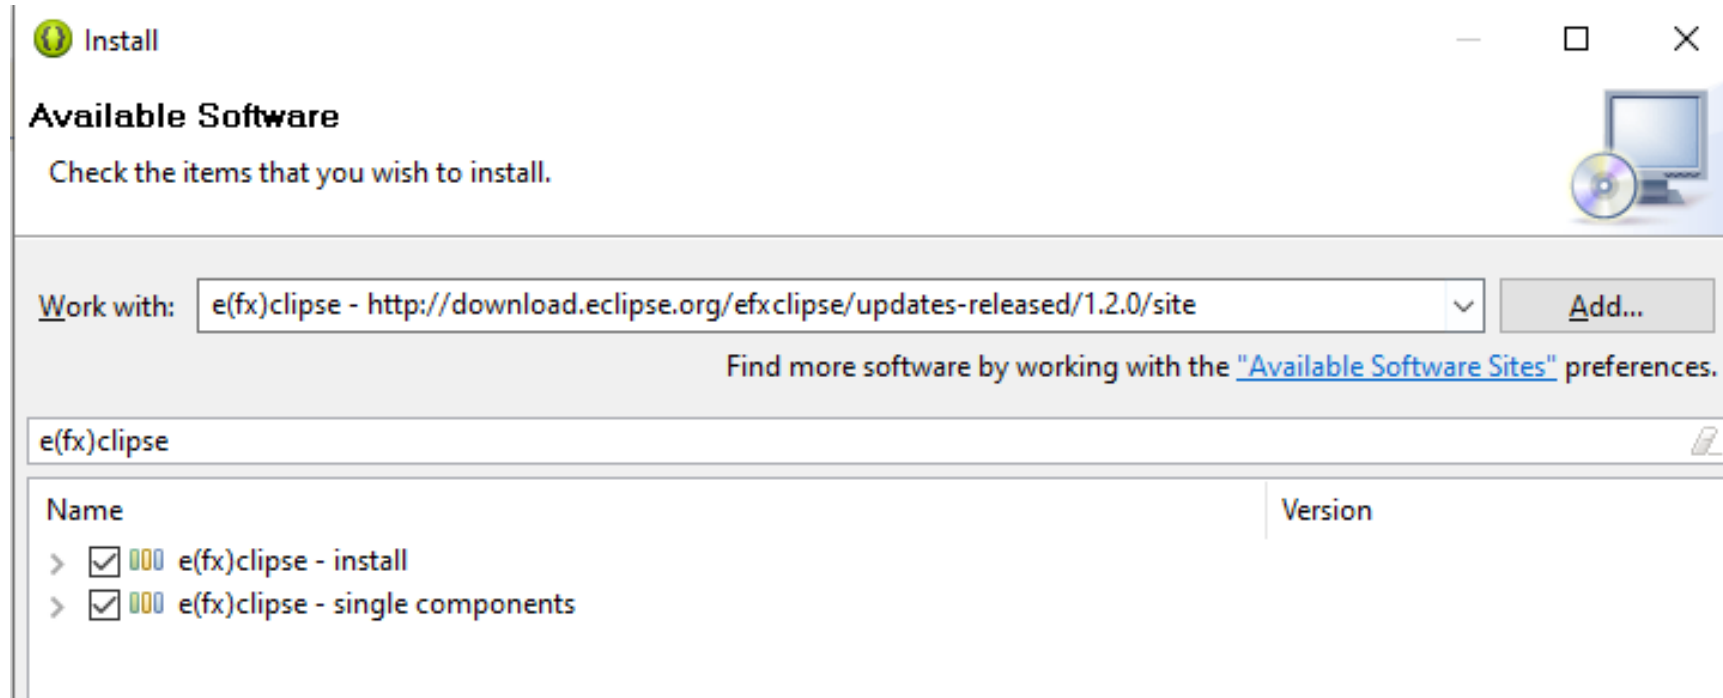 Install
Available Software
Check the items that you wish to install.
Work with: e(fx)clipse - http://download.eclipse.org/efxclipse/updates-released/1.2.0/site Add...
Find more software by working with the "Available Software Sites" preferences.
e(fx)clipse
Name Version
e(fx)clipse - install
e(fx)clipse - single components